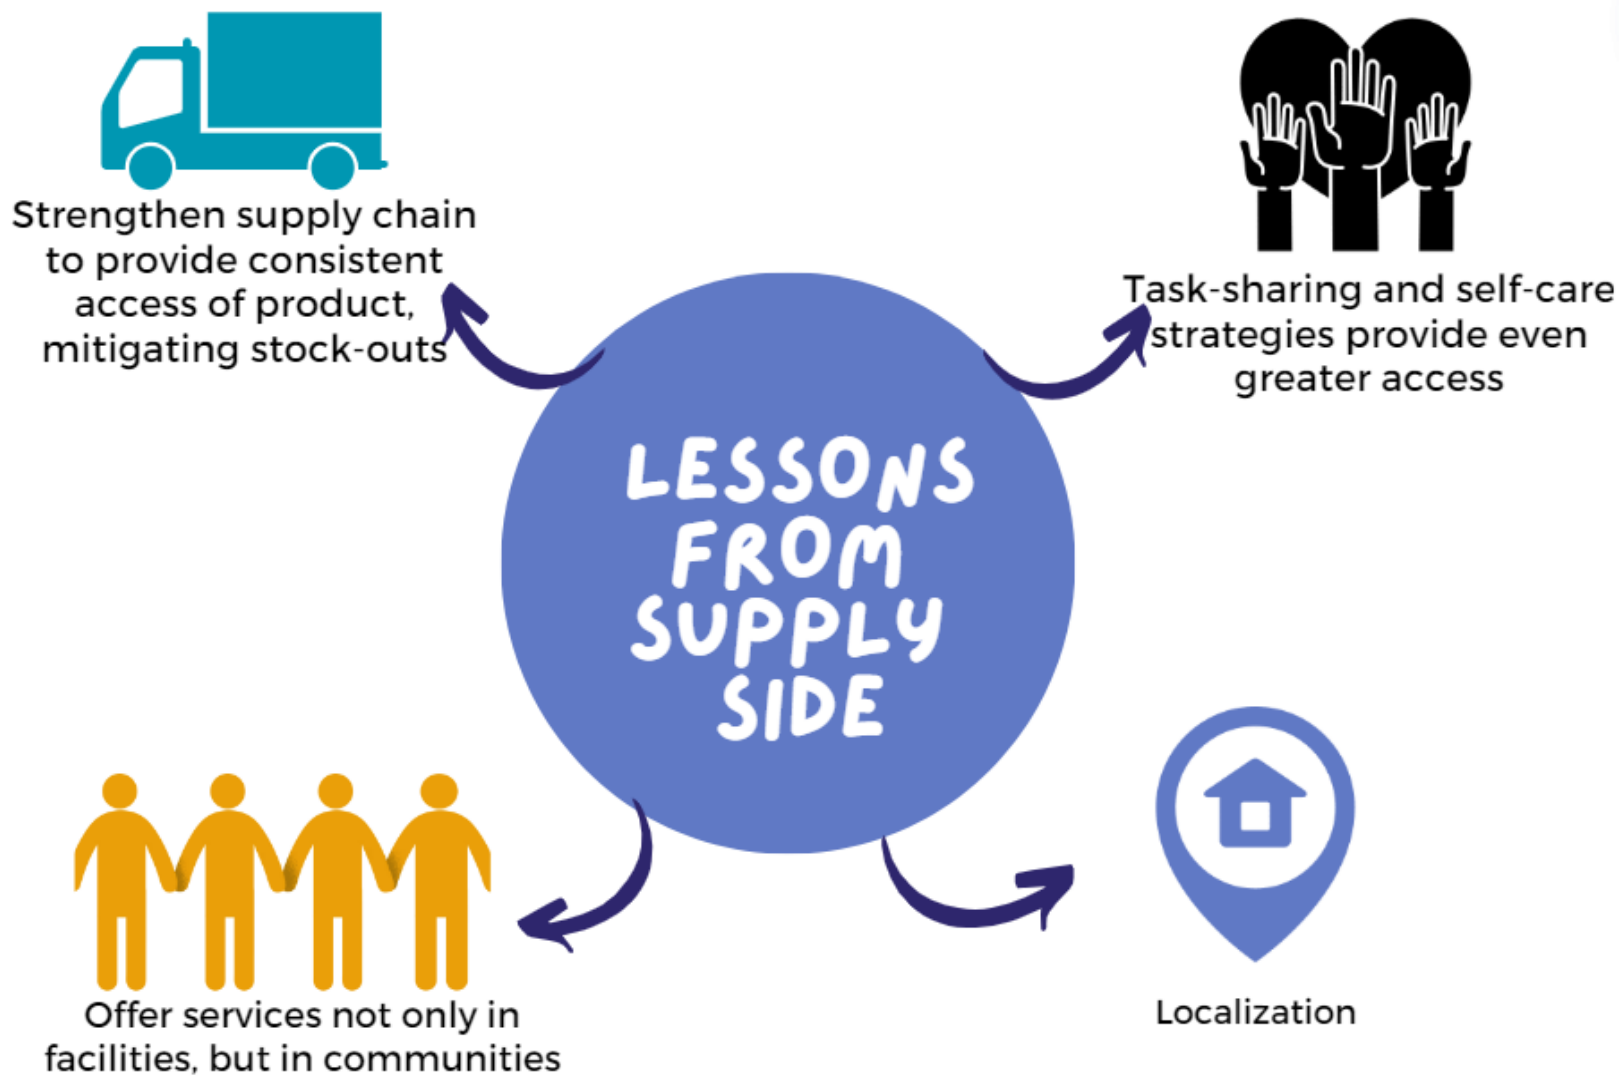 Strengthen supply chain
to provide consistent
access of product,
mitigating stock-outs
Task-sharing and self-care
strategies provide even
greater access
LESSONS
FROM
SUPPLY
SIDE
Offer services not only in
facilities, but in communities
Localization